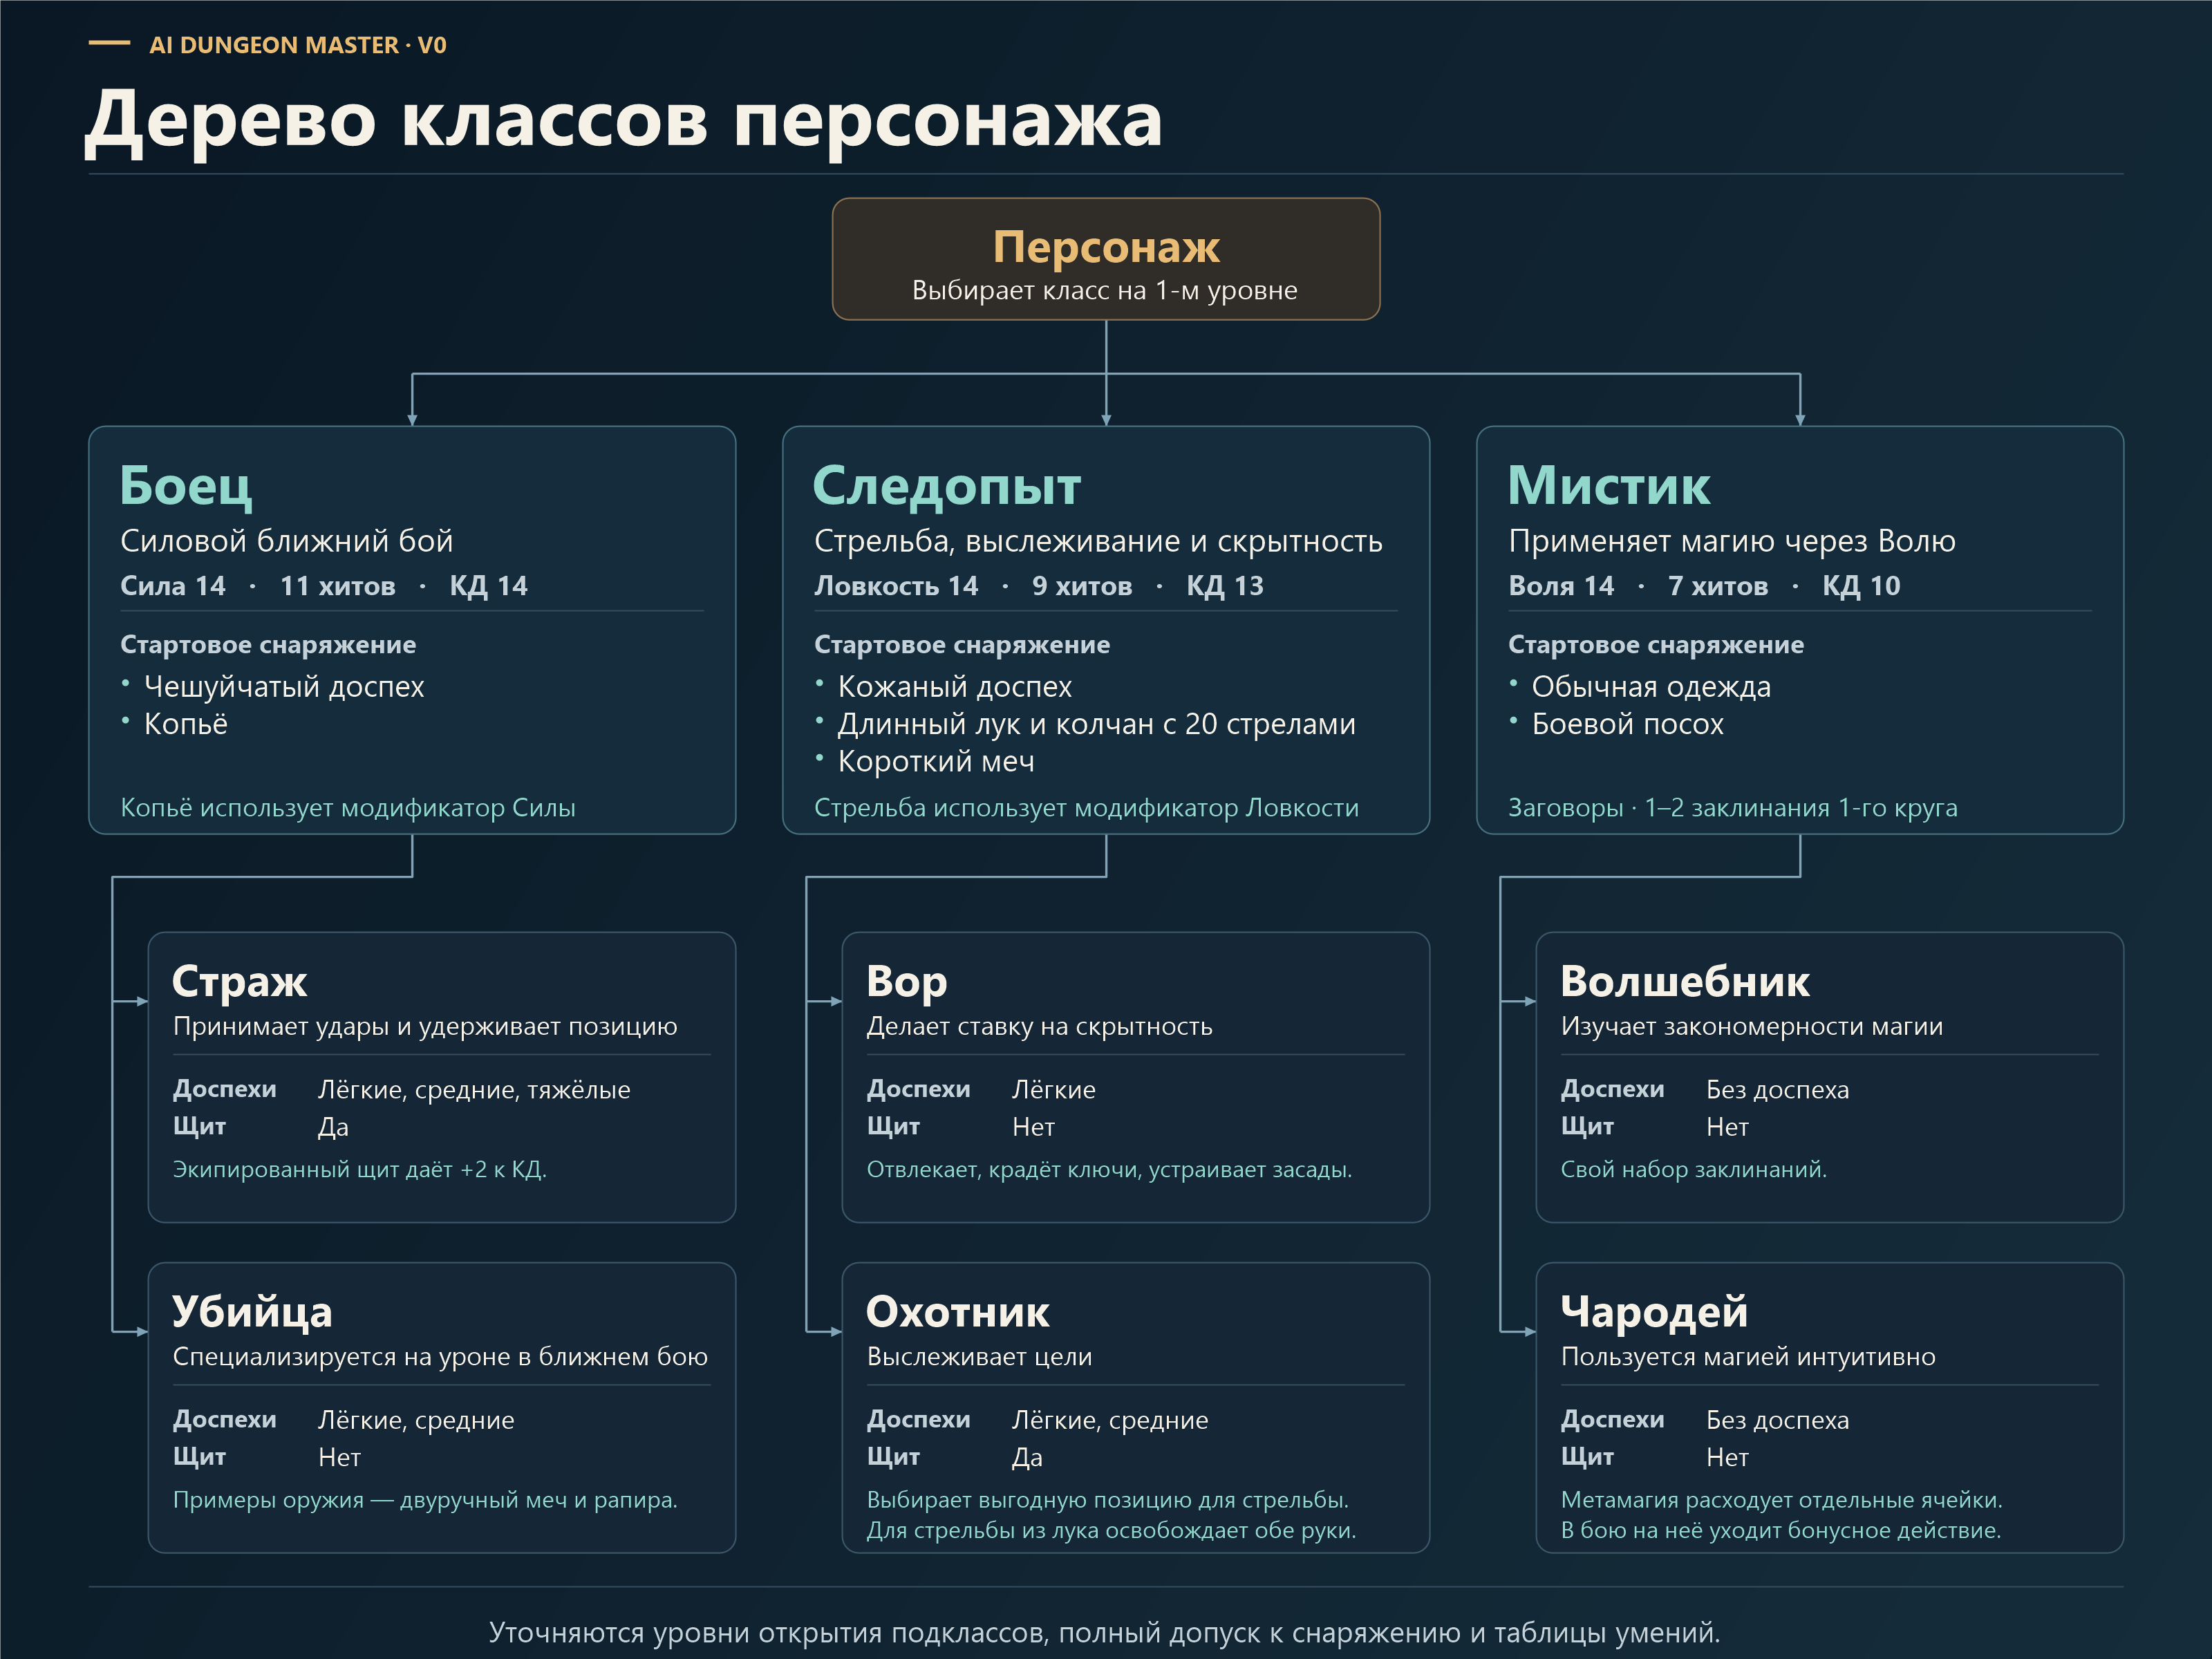 AI DUNGEON MASTER · V0
Дерево классов персонажа
Персонаж
Выбирает класс на 1-м уровне
Боец
Силовой ближний бой
Сила 14 · 11 хитов · КД 14
Стартовое снаряжение
• Чешуйчатый доспех
• Копьё
Копьё использует модификатор Силы
Следопыт
Стрельба, выслеживание и скрытность
Ловкость 14 · 9 хитов · КД 13
Стартовое снаряжение
• Кожаный доспех
• Длинный лук и колчан с 20 стрелами
• Короткий меч
Стрельба использует модификатор Ловкости
Мистик
Применяет магию через Волю
Воля 14 · 7 хитов · КД 10
Стартовое снаряжение
• Обычная одежда
• Боевой посох
Заговоры · 1–2 заклинания 1-го круга
Страж
Принимает удары и удерживает позицию
Доспехи Лёгкие, средние, тяжёлые
Щит Да
Экипированный щит даёт +2 к КД.
Вор
Делает ставку на скрытность
Доспехи Лёгкие
Щит Нет
Отвлекает, крадёт ключи, устраивает засады.
Волшебник
Изучает закономерности магии
Доспехи Без доспеха
Щит Нет
Свой набор заклинаний.
Убийца
Специализируется на уроне в ближнем бою
Доспехи Лёгкие, средние
Щит Нет
Примеры оружия — двуручный меч и рапира.
Охотник
Выслеживает цели
Доспехи Лёгкие, средние
Щит Да
Выбирает выгодную позицию для стрельбы.
Для стрельбы из лука освобождает обе руки.
Чародей
Пользуется магией интуитивно
Доспехи Без доспеха
Щит Нет
Метамагия расходует отдельные ячейки.
В бою на неё уходит бонусное действие.
Уточняются уровни открытия подклассов, полный допуск к снаряжению и таблицы умений.